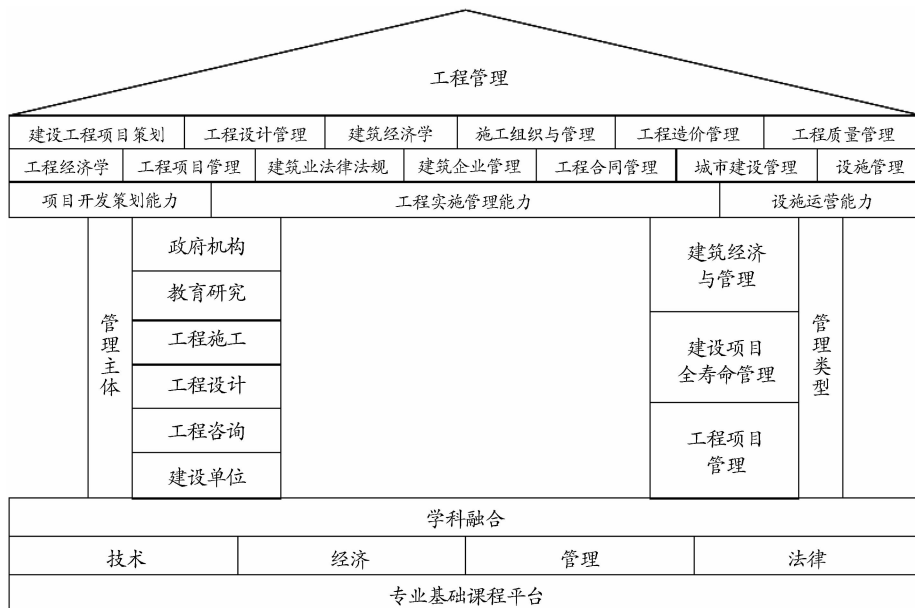 工程管理
建设工程项目策划 工程设计管理 建筑经济学 施工组织与管理 工程造价管理 工程质量管理
工程经济学 工程项目管理 建筑业法律法规 建筑企业管理 工程合同管理 城市建设管理 设施管理
项目开发策划能力 工程实施管理能力 设施运营能力
管理主体
政府机构
教育研究
工程施工
工程设计
工程咨询
建设单位
建筑经济
与管理
建设项目
全寿命管理
工程项目
管理
管理类型
学科融合
技术 经济 管理 法律
专业基础课程平台